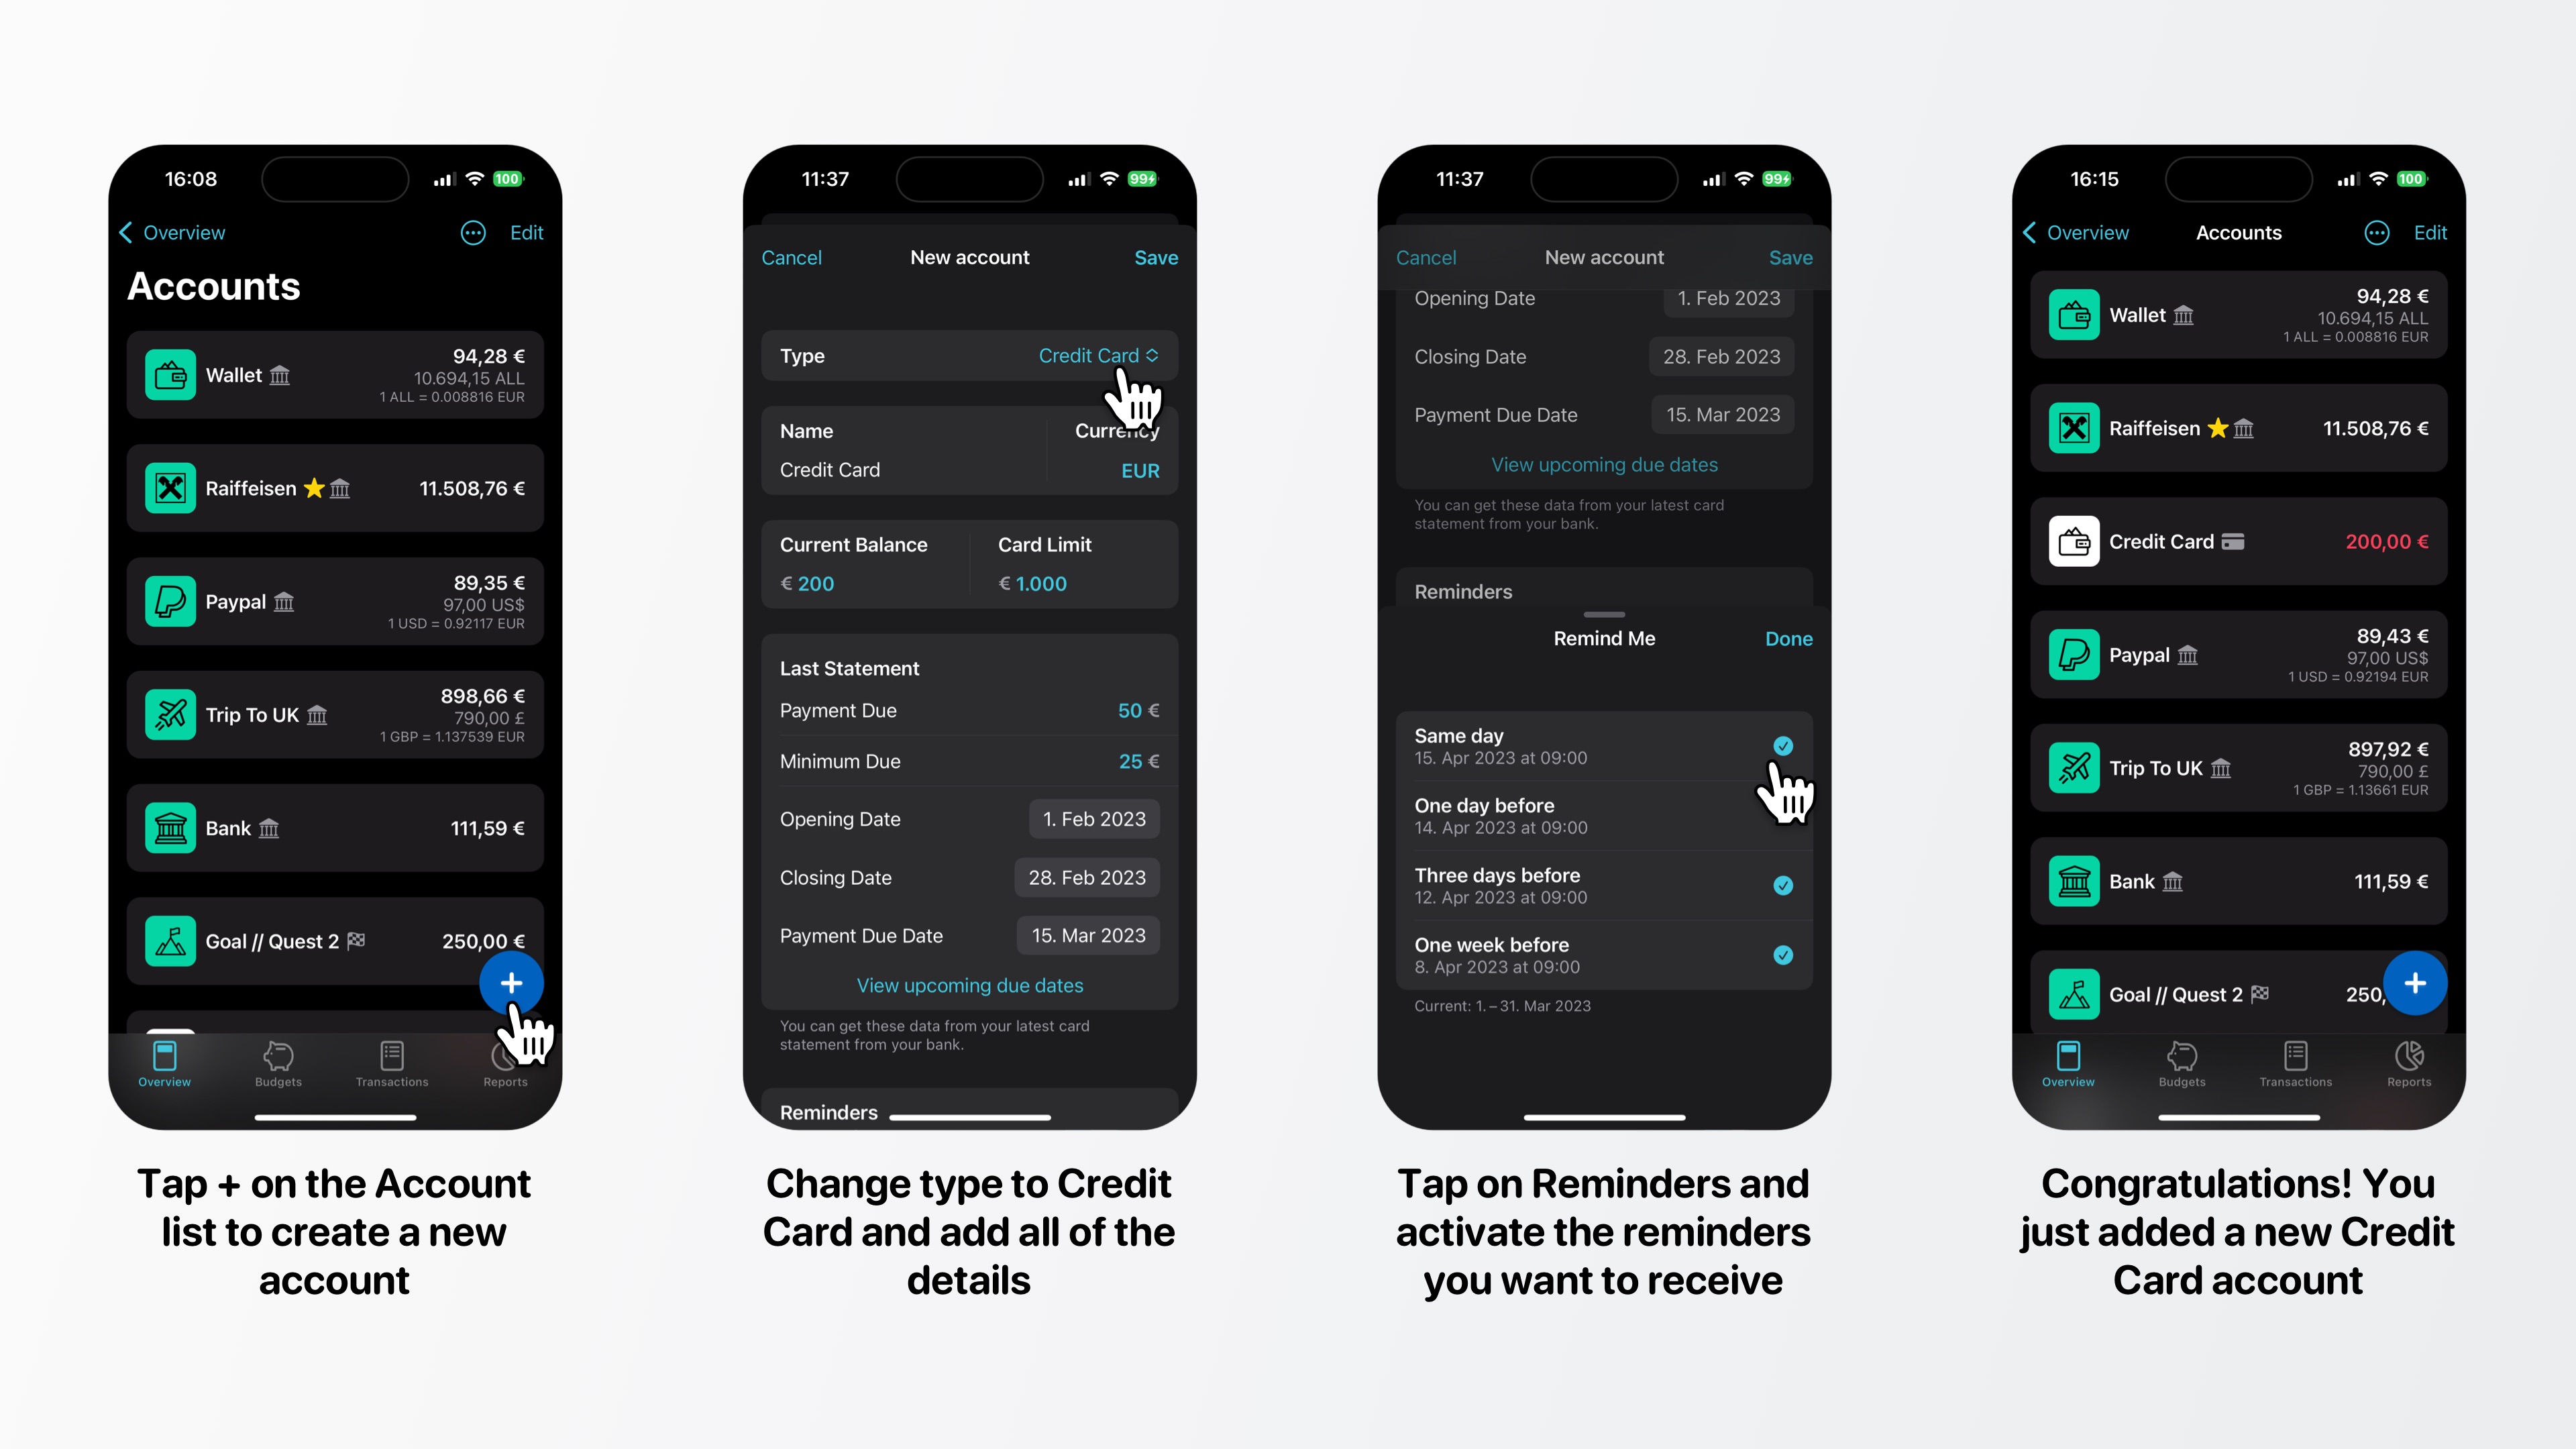 16:08
100
Overview
Edit
Accounts
Wallet
94,28 €
10.694,15 ALL
1 ALL = 0.008816 EUR
Raiffeisen
11.508,76 €
Paypal
89,35 €
97,00 US$
1 USD = 0.92117 EUR
Trip To UK
898,66 €
790,00 £
1 GBP = 1.137539 EUR
Bank
111,59 €
Goal // Quest 2
250,00 €
+
Overview
Budgets
Transactions
Reports
Tap + on the Account
list to create a new
account
11:37
99
Cancel
New account
Save
Type
Credit Card
Name
Currency
Credit Card
EUR
Current Balance
Card Limit
€ 200
€ 1.000
Last Statement
Payment Due
50 €
Minimum Due
25 €
Opening Date
1. Feb 2023
Closing Date
28. Feb 2023
Payment Due Date
15. Mar 2023
View upcoming due dates
You can get these data from your latest card
statement from your bank.
Reminders
Change type to Credit
Card and add all of the
details
11:37
99
Cancel
New account
Save
Opening Date
1. Feb 2023
Closing Date
28. Feb 2023
Payment Due Date
15. Mar 2023
View upcoming due dates
You can get these data from your latest card
statement from your bank.
Reminders
Remind Me
Done
Same day
15. Apr 2023 at 09:00
One day before
14. Apr 2023 at 09:00
Three days before
12. Apr 2023 at 09:00
One week before
8. Apr 2023 at 09:00
Current: 1. – 31. Mar 2023
Tap on Reminders and
activate the reminders
you want to receive
16:15
100
Overview
Accounts
Edit
Wallet
94,28 €
10.694,15 ALL
1 ALL = 0.008816 EUR
Raiffeisen
11.508,76 €
Credit Card
200,00 €
Paypal
89,43 €
97,00 US$
1 USD = 0.92194 EUR
Trip To UK
897,92 €
790,00 £
1 GBP = 1.13661 EUR
Bank
111,59 €
Goal // Quest 2
250,
+
Overview
Budgets
Transactions
Reports
Congratulations! You
just added a new Credit
Card account